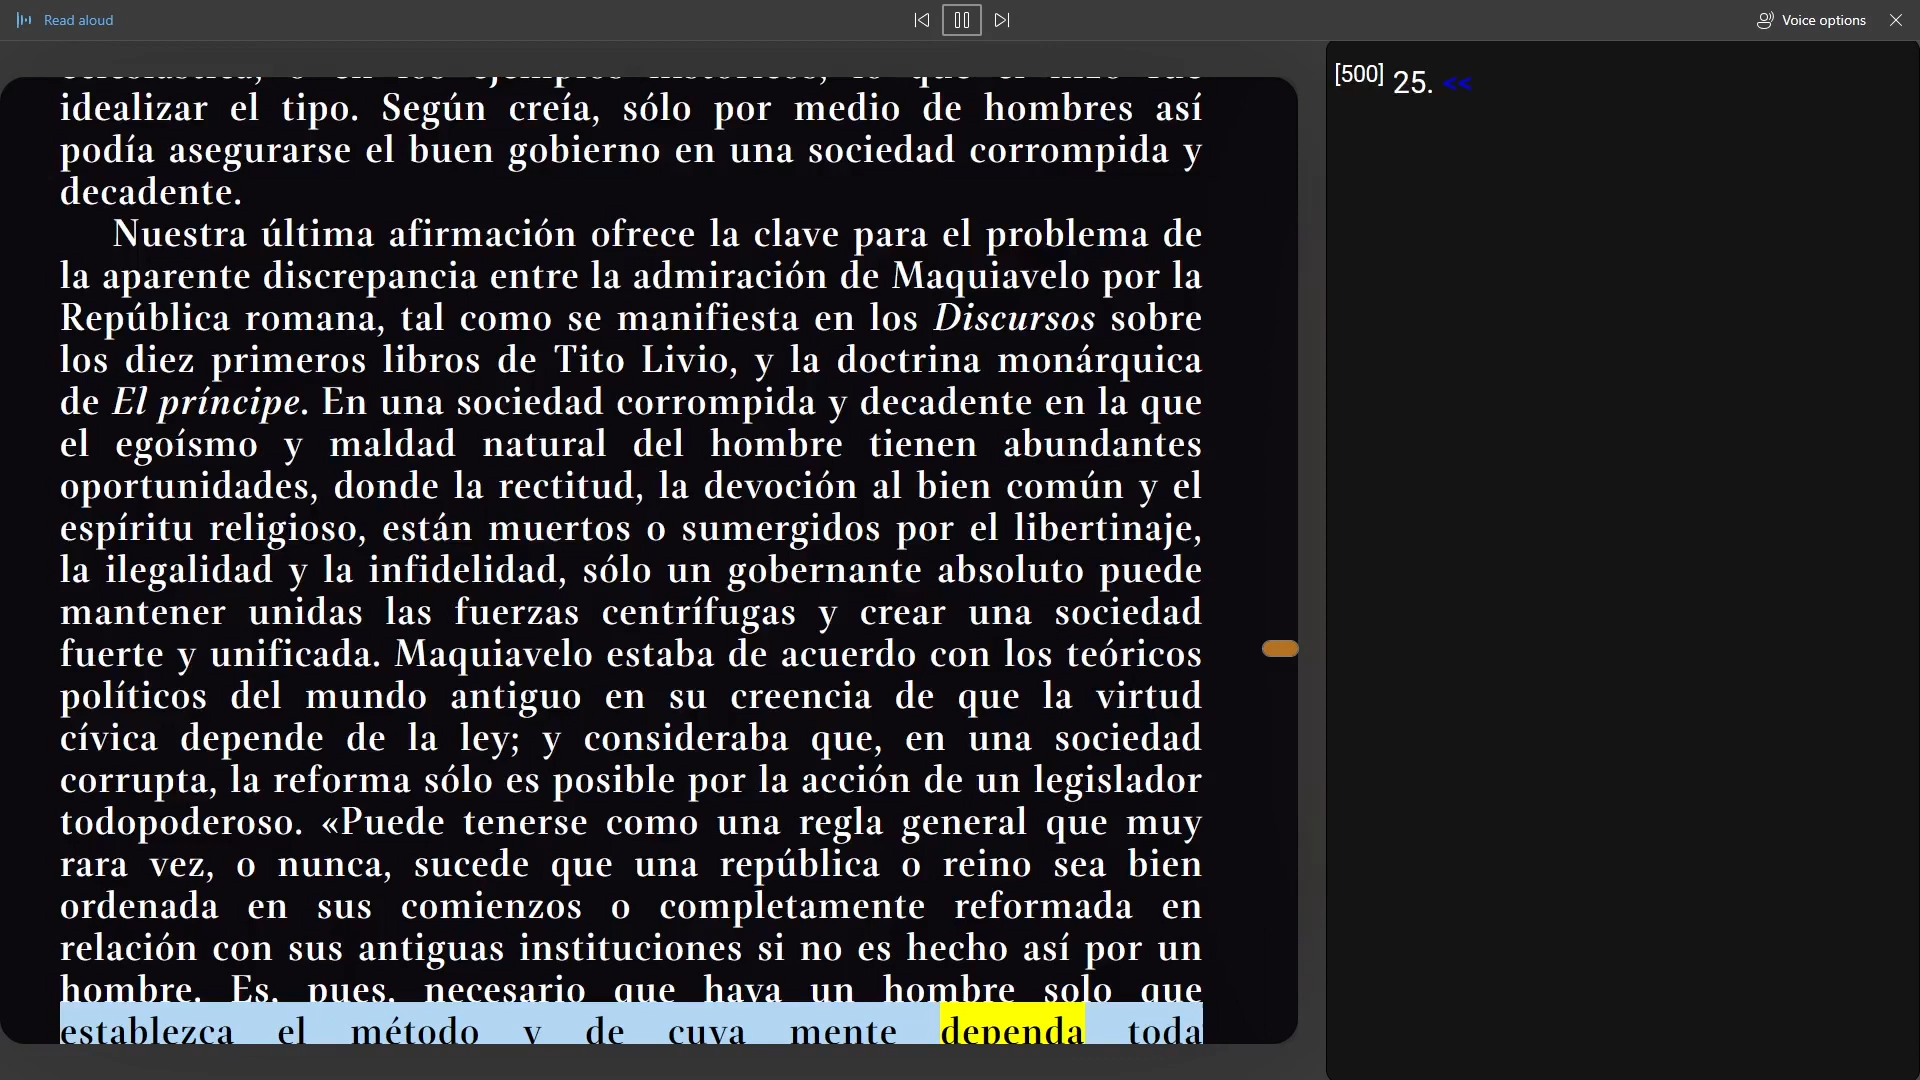 Read aloud
Voice options
idealizar el tipo. Según creía, sólo por medio de hombres así
podía asegurarse el buen gobierno en una sociedad corrompida y
decadente.
Nuestra última afirmación ofrece la clave para el problema de
la aparente discrepancia entre la admiración de Maquiavelo por la
República romana, tal como se manifiesta en los Discursos sobre
los diez primeros libros de Tito Livio, y la doctrina monárquica
de El príncipe. En una sociedad corrompida y decadente en la que
el egoísmo y maldad natural del hombre tienen abundantes
oportunidades, donde la rectitud, la devoción al bien común y el
espíritu religioso, están muertos o sumergidos por el libertinaje,
la ilegalidad y la infidelidad, sólo un gobernante absoluto puede
mantener unidas las fuerzas centrífugas y crear una sociedad
fuerte y unificada. Maquiavelo estaba de acuerdo con los teóricos
políticos del mundo antiguo en su creencia de que la virtud
cívica depende de la ley; y consideraba que, en una sociedad
corrupta, la reforma sólo es posible por la acción de un legislador
todopoderoso. «Puede tenerse como una regla general que muy
rara vez, o nunca, sucede que una república o reino sea bien
ordenada en sus comienzos o completamente reformada en
relación con sus antiguas instituciones si no es hecho así por un
hombre. Es, pues, necesario que haya un hombre solo que
establezca el método y de cuya mente dependa toda
[500] 25. <<